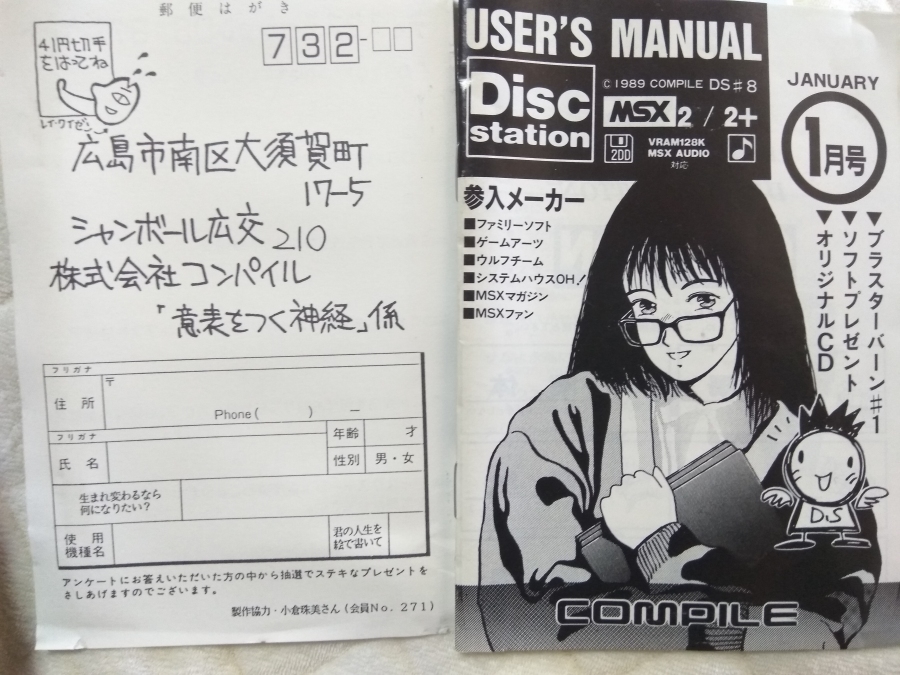 郵便はがき
41円切手
をはってね
レイ・クイゼン
732-
広島市南区大須賀町
17-5
シャンボール広交210
株式会社コンパイル
「意表をつく神経」係
フリガナ
住所
〒
Phone( ) ー
フリガナ
氏名
年齢 才
性別 男・女
生まれ変わるなら
何になりたい?
使用
機種名
君の人生を
絵で書いて
アンケートにお答えいただいた方の中から抽選でステキなプレゼントを
さしあげますのでございます。
製作協力・小倉珠美さん(会員No. 271)
USER'S MANUAL
Disc
station
©1989 COMPILE DS♯8
MSX2/2+
2DD
VRAM128K
MSX AUDIO
対応
JANUARY
1月号
参入メーカー
■ファミリーソフト
■ゲームアーツ
■ウルフチーム
■システムハウスOH!
■MSXマガジン
■MSXファン
▼ブラスターバーン♯1
▼ソフトプレゼント
▼オリジナルCD
DiS
COMPILE